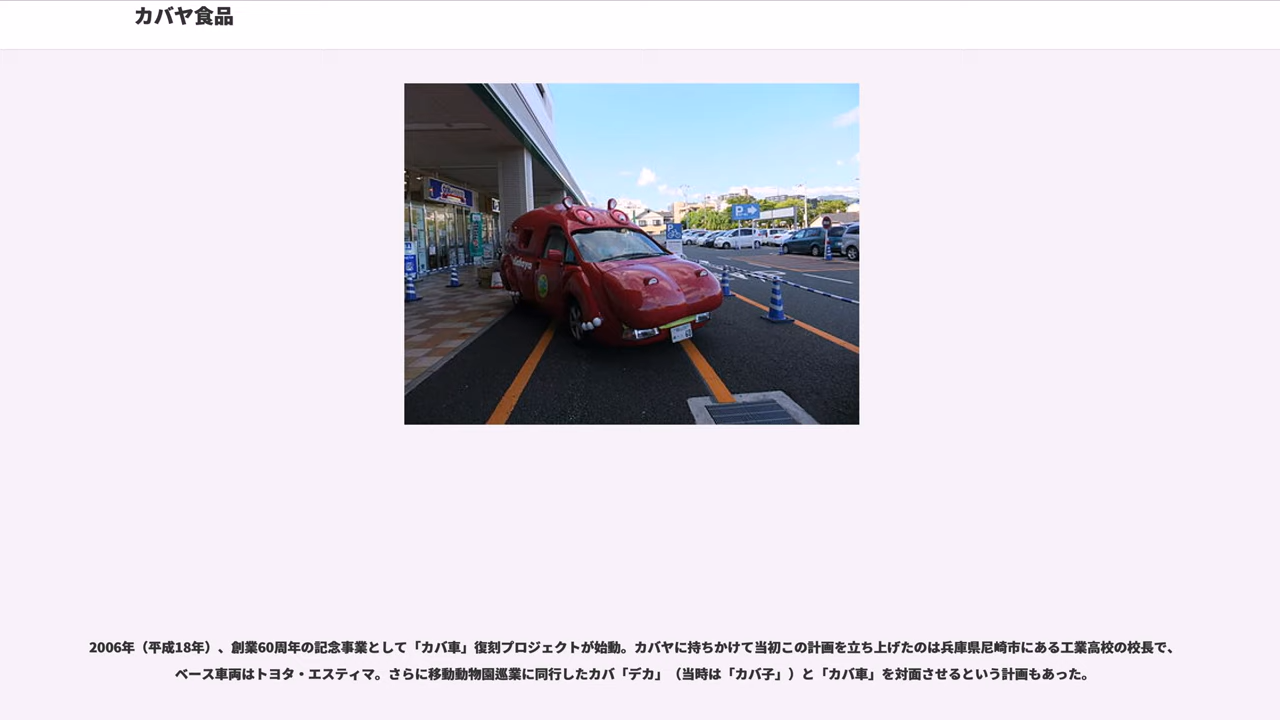 カバヤ食品
P
Kabaya
2006年（平成18年）、創業60周年の記念事業として「カバ車」復刻プロジェクトが始動。カバヤに持ちかけて当初この計画を立ち上げたのは兵庫県尼崎市にある工業高校の校長で、
ベース車両はトヨタ・エスティマ。さらに移動動物園巡業に同行したカバ「デカ」（当時は「カバ子」）と「カバ車」を対面させるという計画もあった。